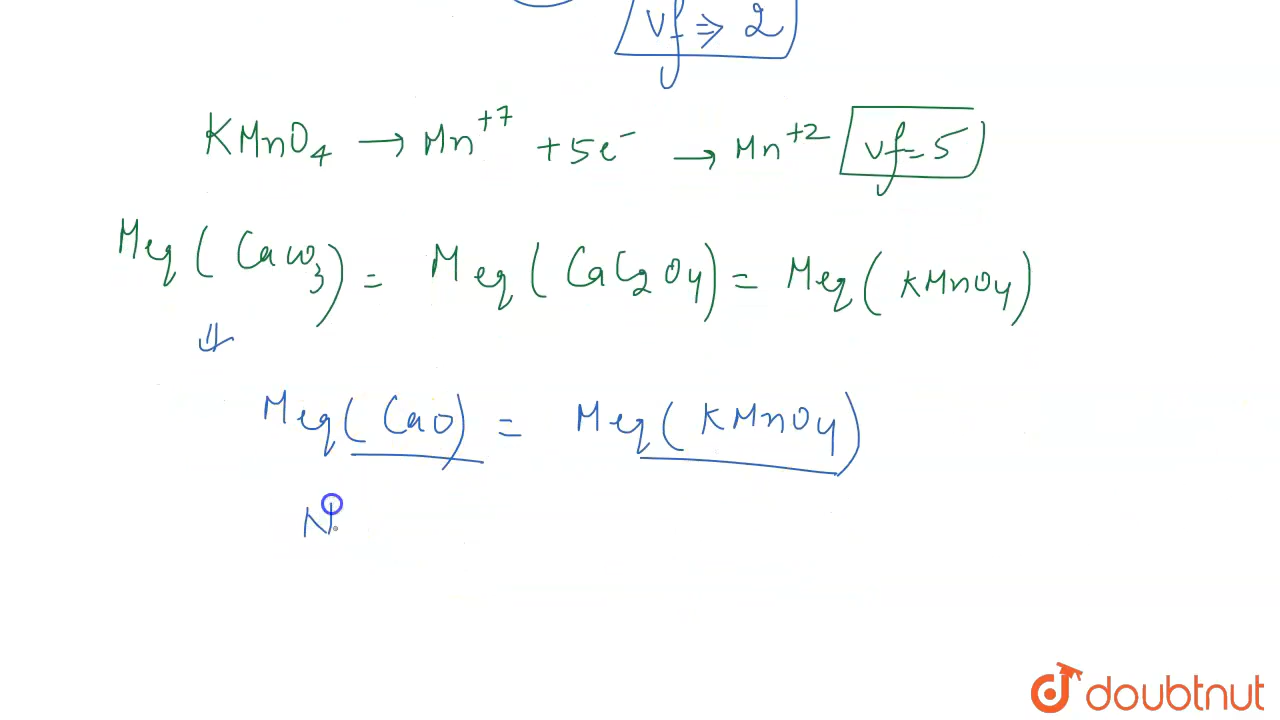 vf ⇒ 2
KMnO4 → Mn+7 + 5e− → Mn+2 vf=5
Meq ( CaCO3 ) = Meq ( CaC2O4 ) = Meq ( KMnO4 )
⇓
Meq ( CaO ) = Meq ( KMnO4 )
N
doubtnut